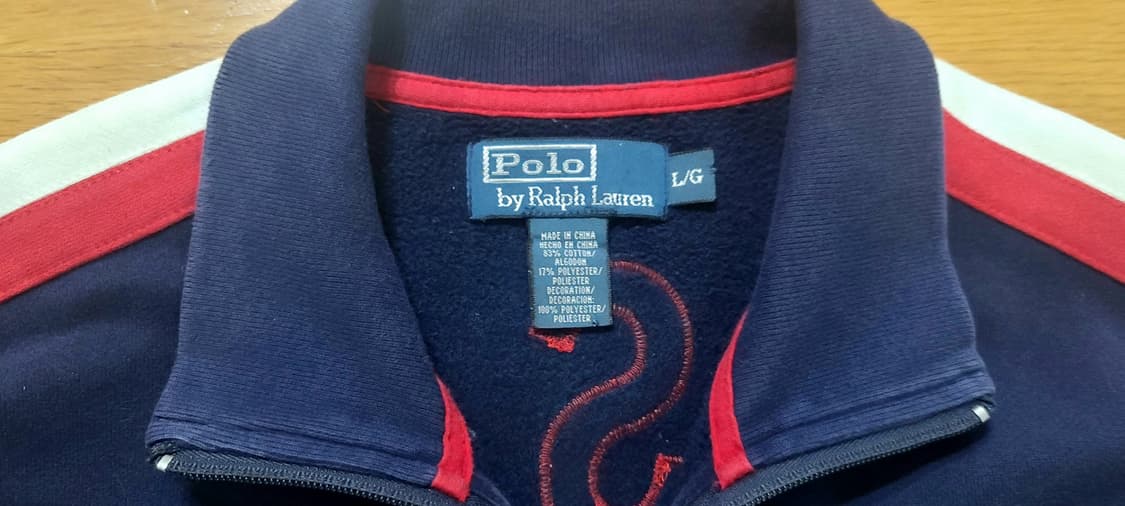 Polo
by Ralph Lauren
L/G
MADE IN CHINA
HECHO EN CHINA
83% COTTON/
ALGODON
17% POLYESTER/
POLIESTER
DECORATION/
DECORACION:
100% POLYESTER/
POLIESTER